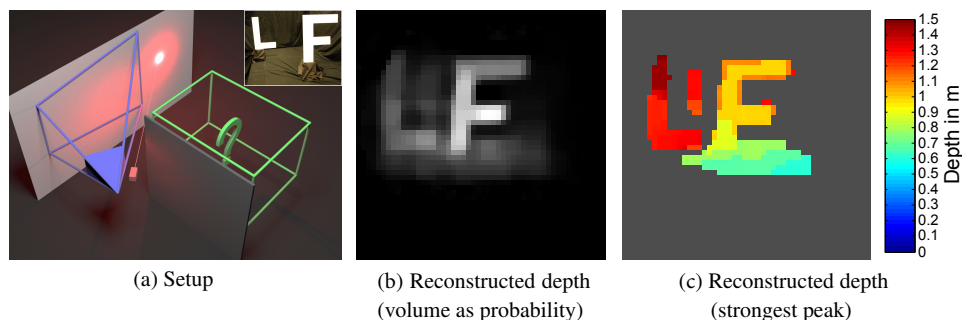 L F
1.5
1.4
1.3
1.2
1.1
1
0.9
0.8
0.7
0.6
0.5
0.4
0.3
0.2
0.1
0
Depth in m
(a) Setup
(b) Reconstructed depth
(volume as probability)
(c) Reconstructed depth
(strongest peak)